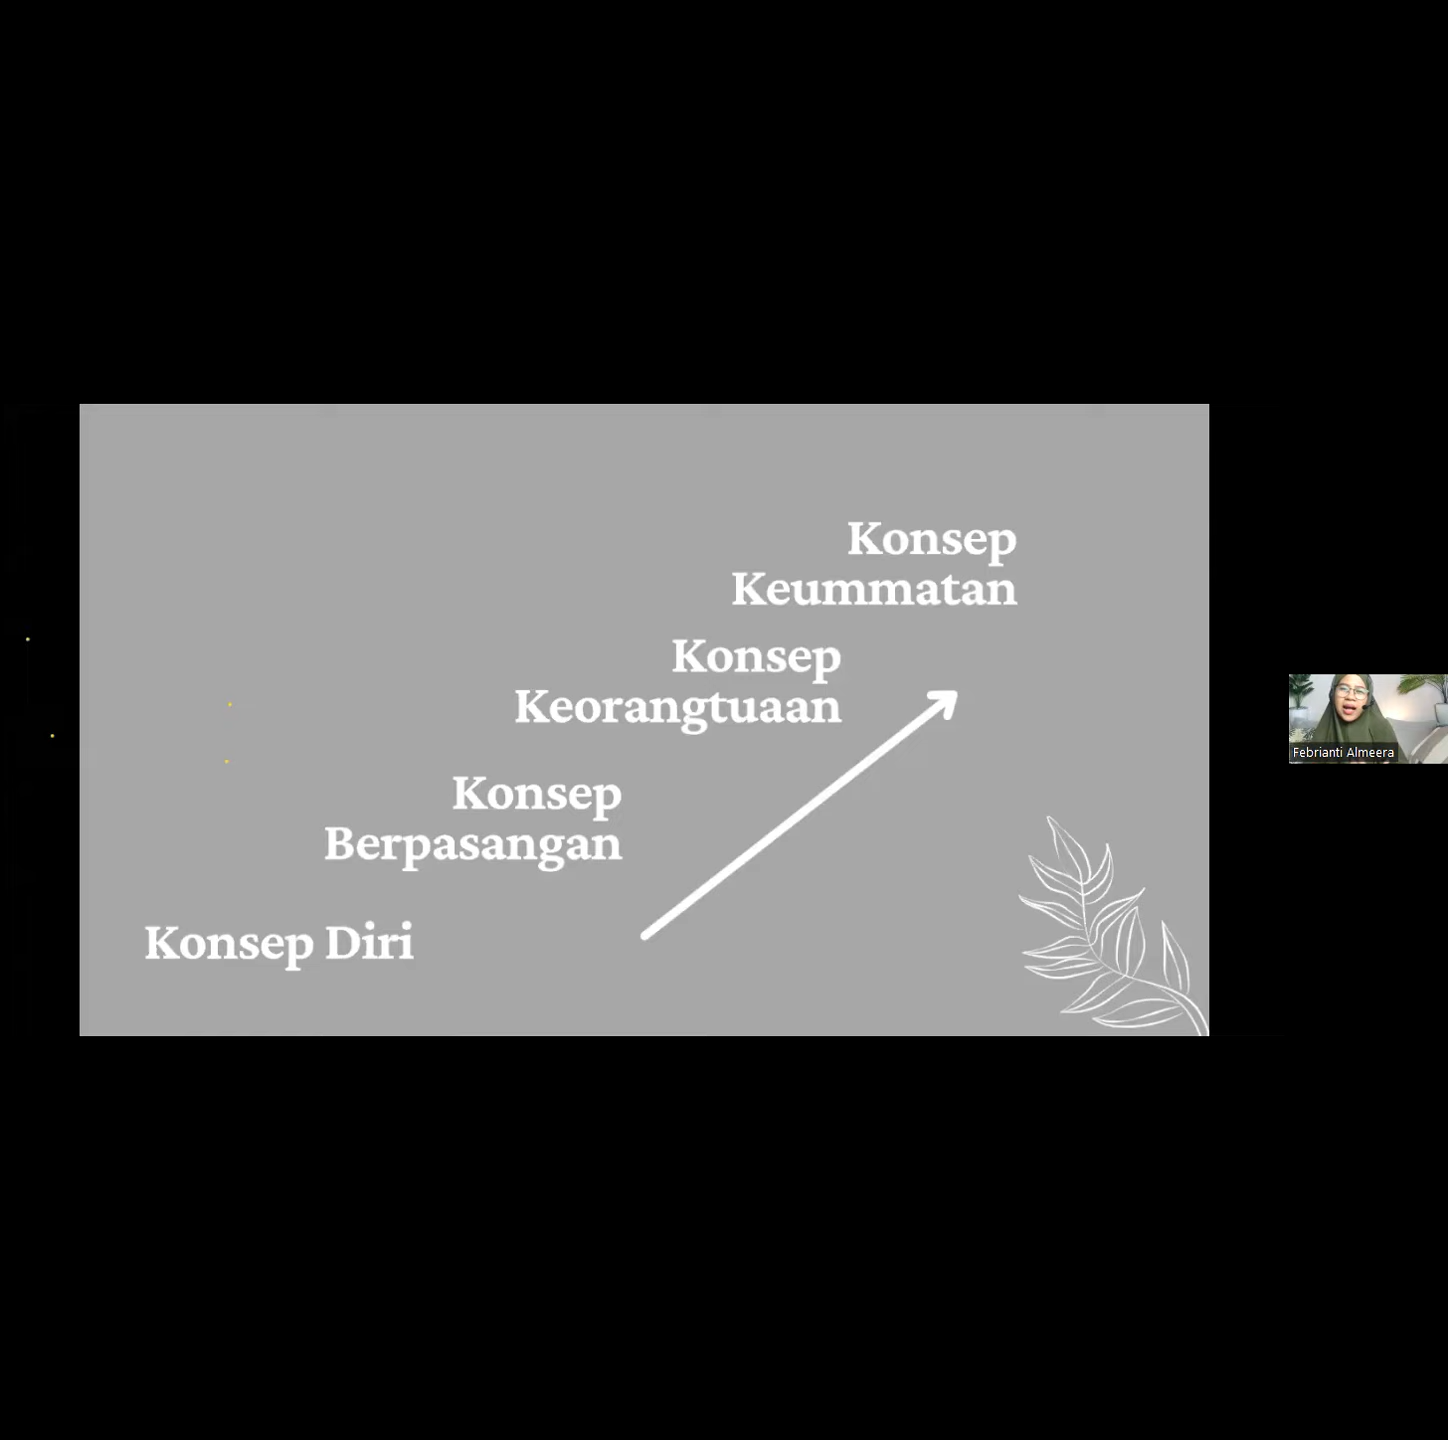 Konsep
Keummatan
Konsep
Keorangtuaan
Konsep
Berpasangan
Konsep Diri
Febrianti Almeera